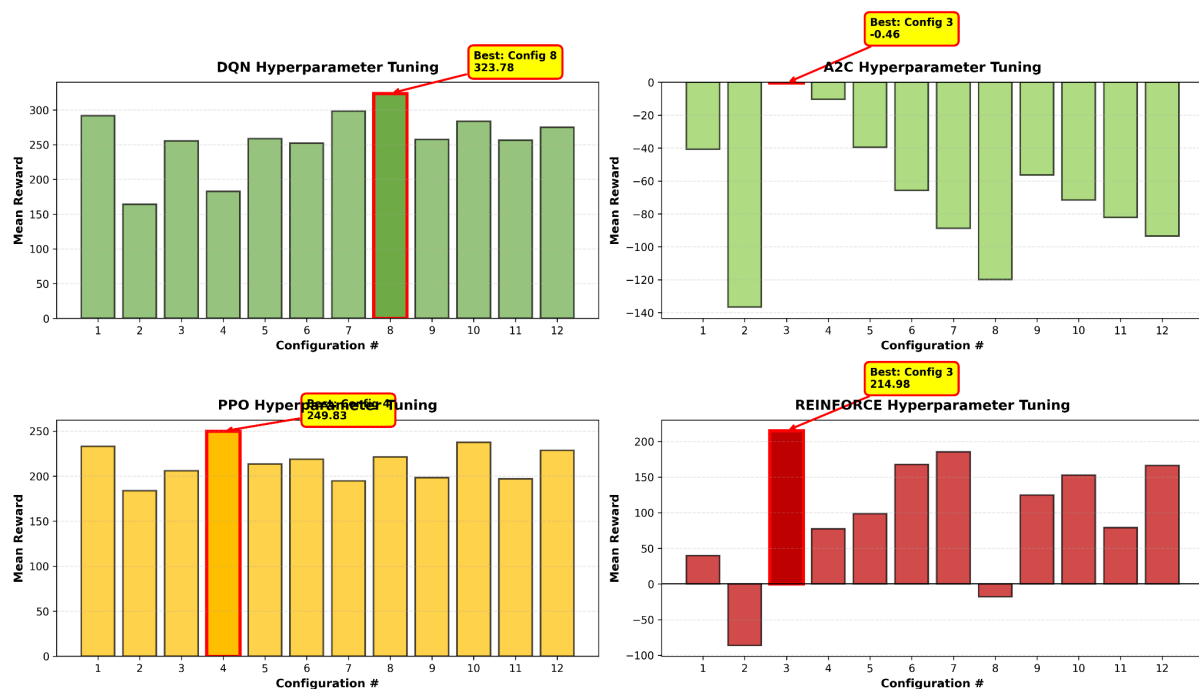 Best: Config 8
323.78
DQN Hyperparameter Tuning
Mean Reward
300
250
200
150
100
50
0
1 2 3 4 5 6 7 8 9 10 11 12
Configuration #
Best: Config 3
-0.46
A2C Hyperparameter Tuning
Mean Reward
0
−20
−40
−60
−80
−100
−120
−140
1 2 3 4 5 6 7 8 9 10 11 12
Configuration #
Best: Config 4
249.83
PPO Hyperparameter Tuning
Mean Reward
250
200
150
100
50
0
1 2 3 4 5 6 7 8 9 10 11 12
Configuration #
Best: Config 3
214.98
REINFORCE Hyperparameter Tuning
Mean Reward
200
150
100
50
0
−50
−100
1 2 3 4 5 6 7 8 9 10 11 12
Configuration #